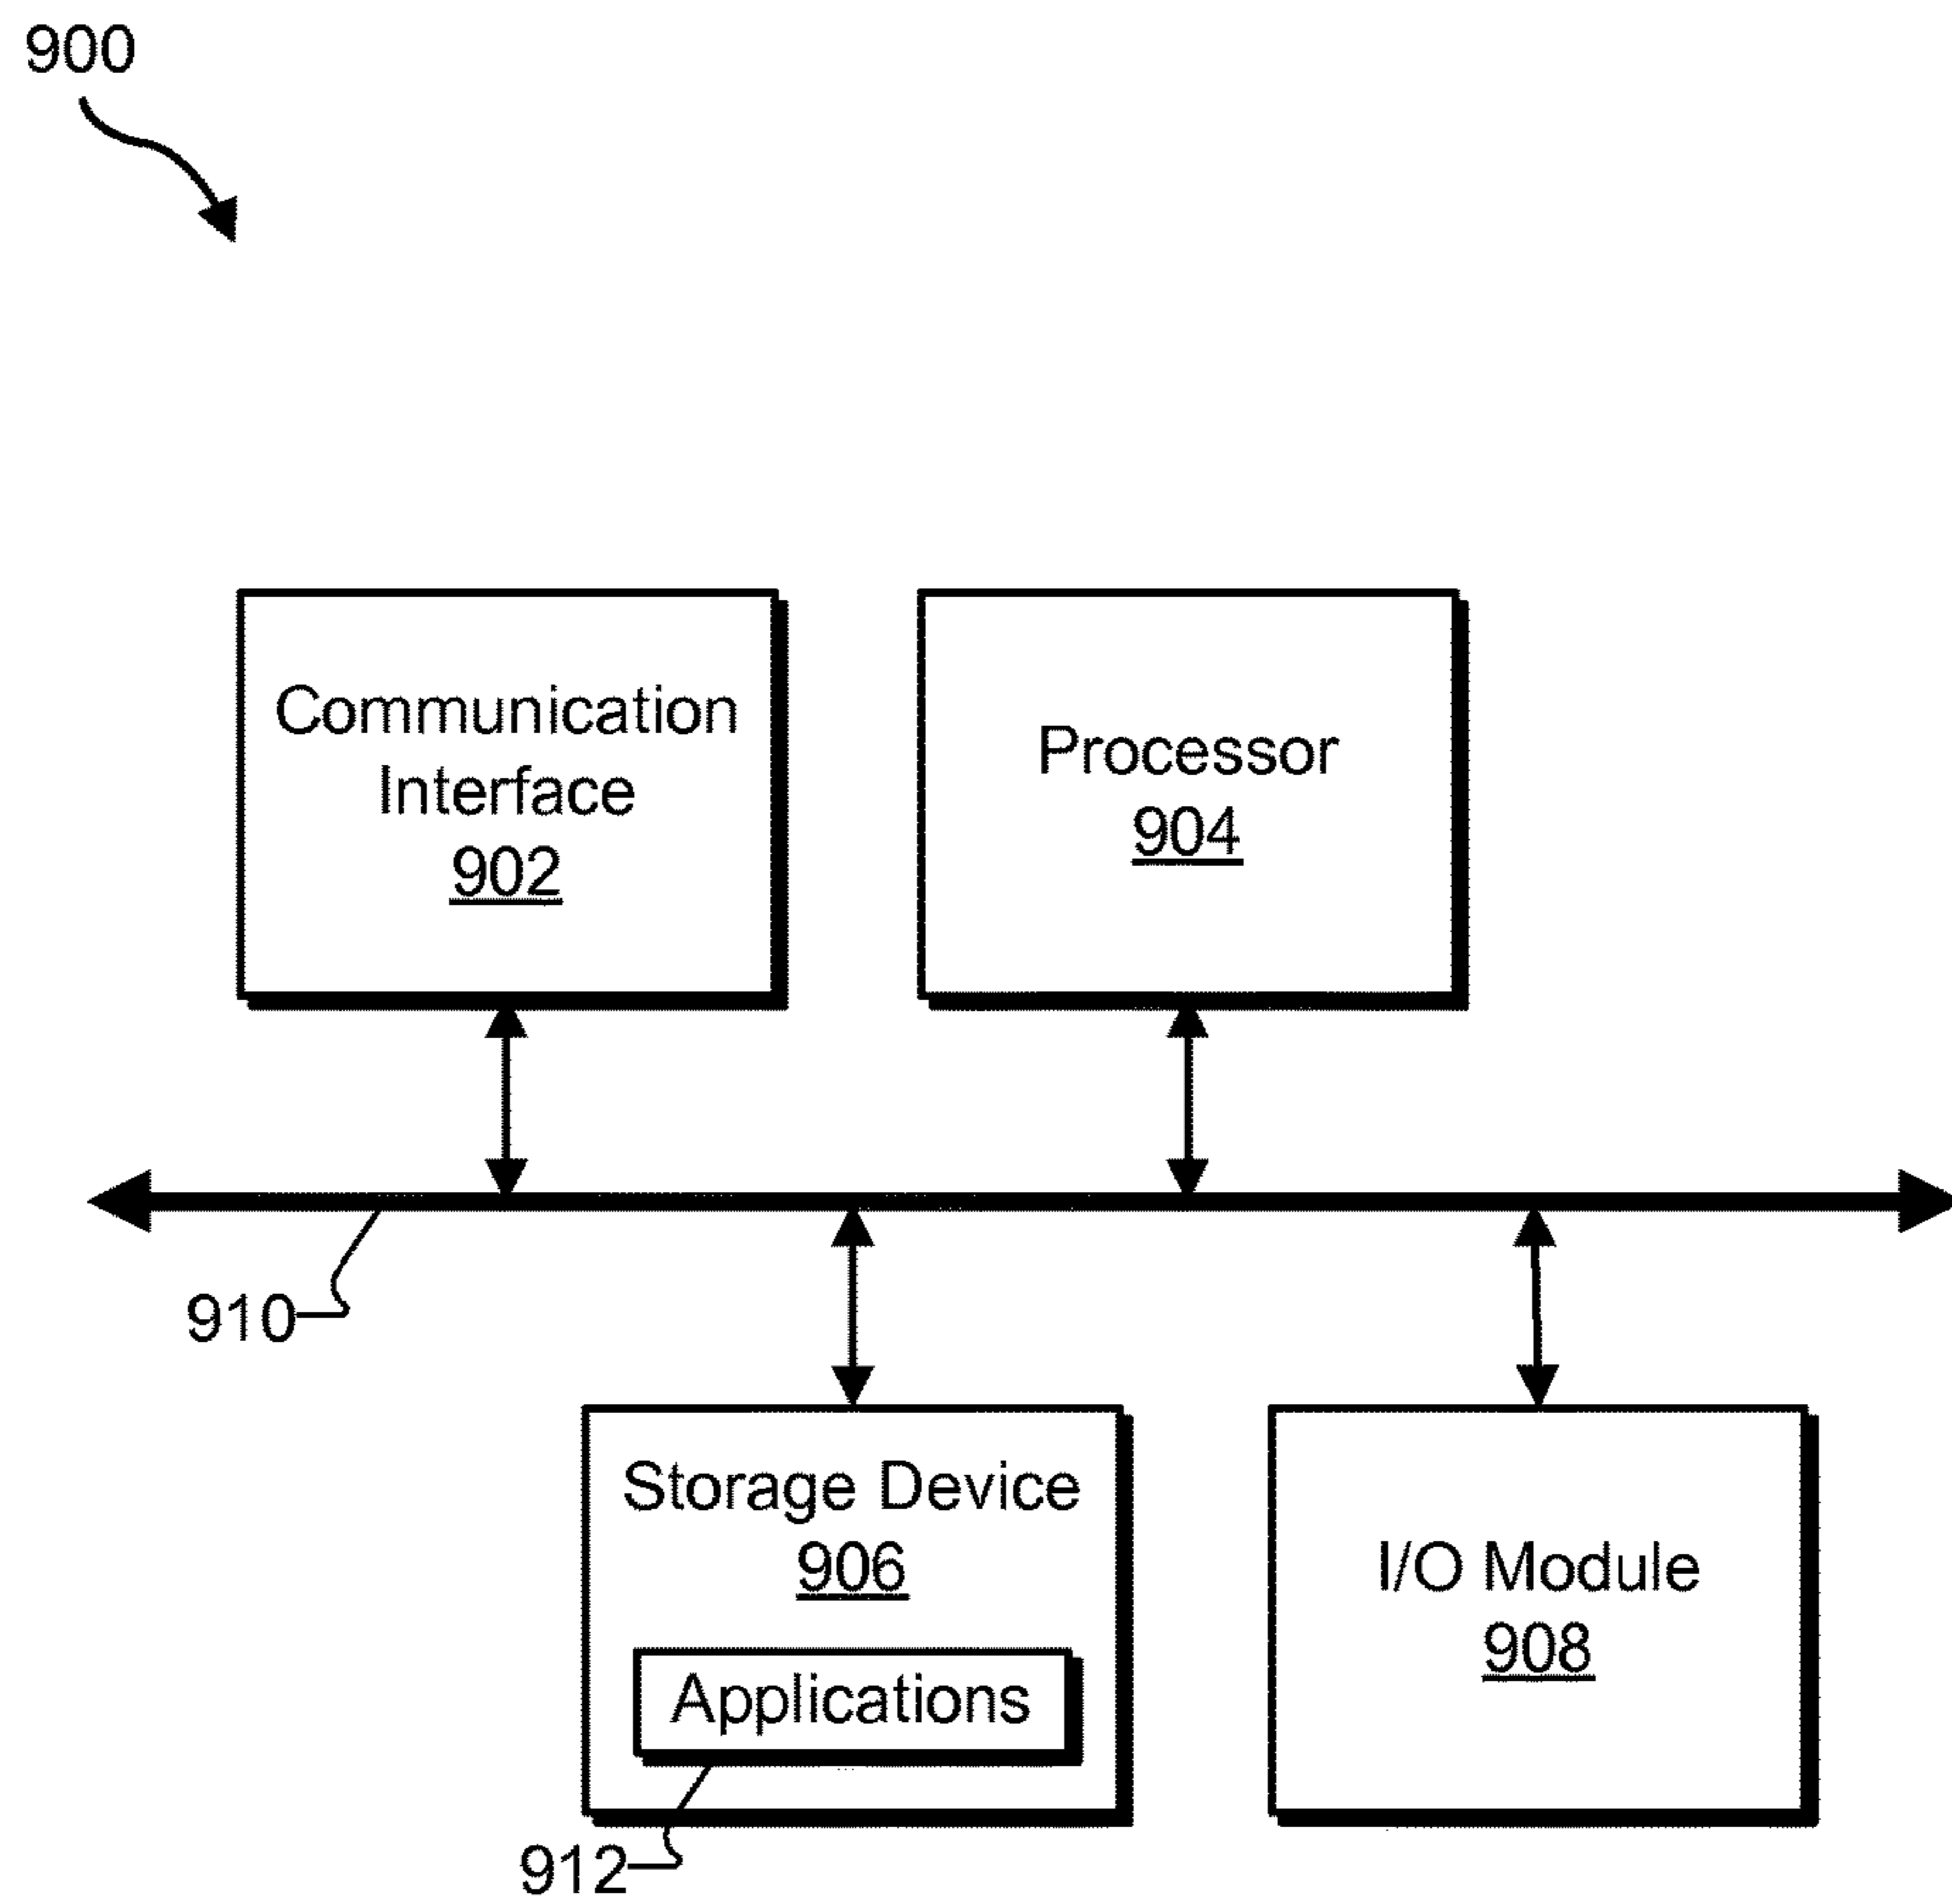 900
Communication
Interface
902
Processor
904
910
Storage Device
906
Applications
912
I/O Module
908